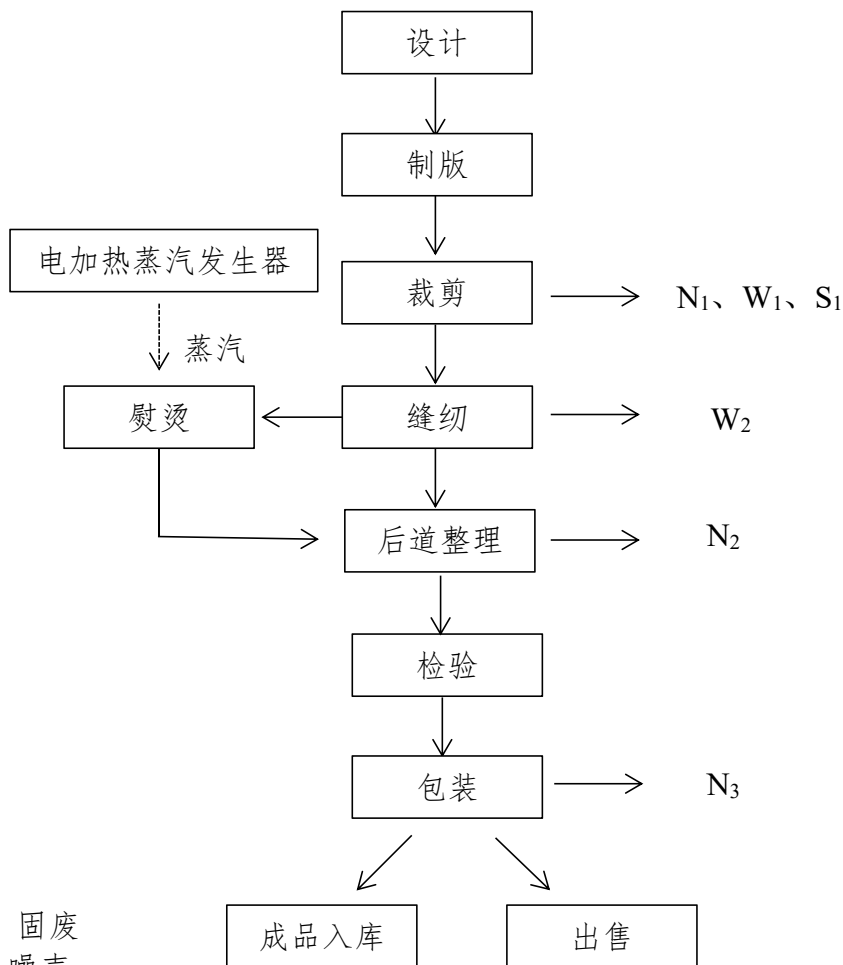 设计
制版
电加热蒸汽发生器
裁剪
N₁、W₁、S₁
蒸汽
熨烫
缝纫
W₂
后道整理
N₂
检验
包装
N₃
固废
成品入库
出售